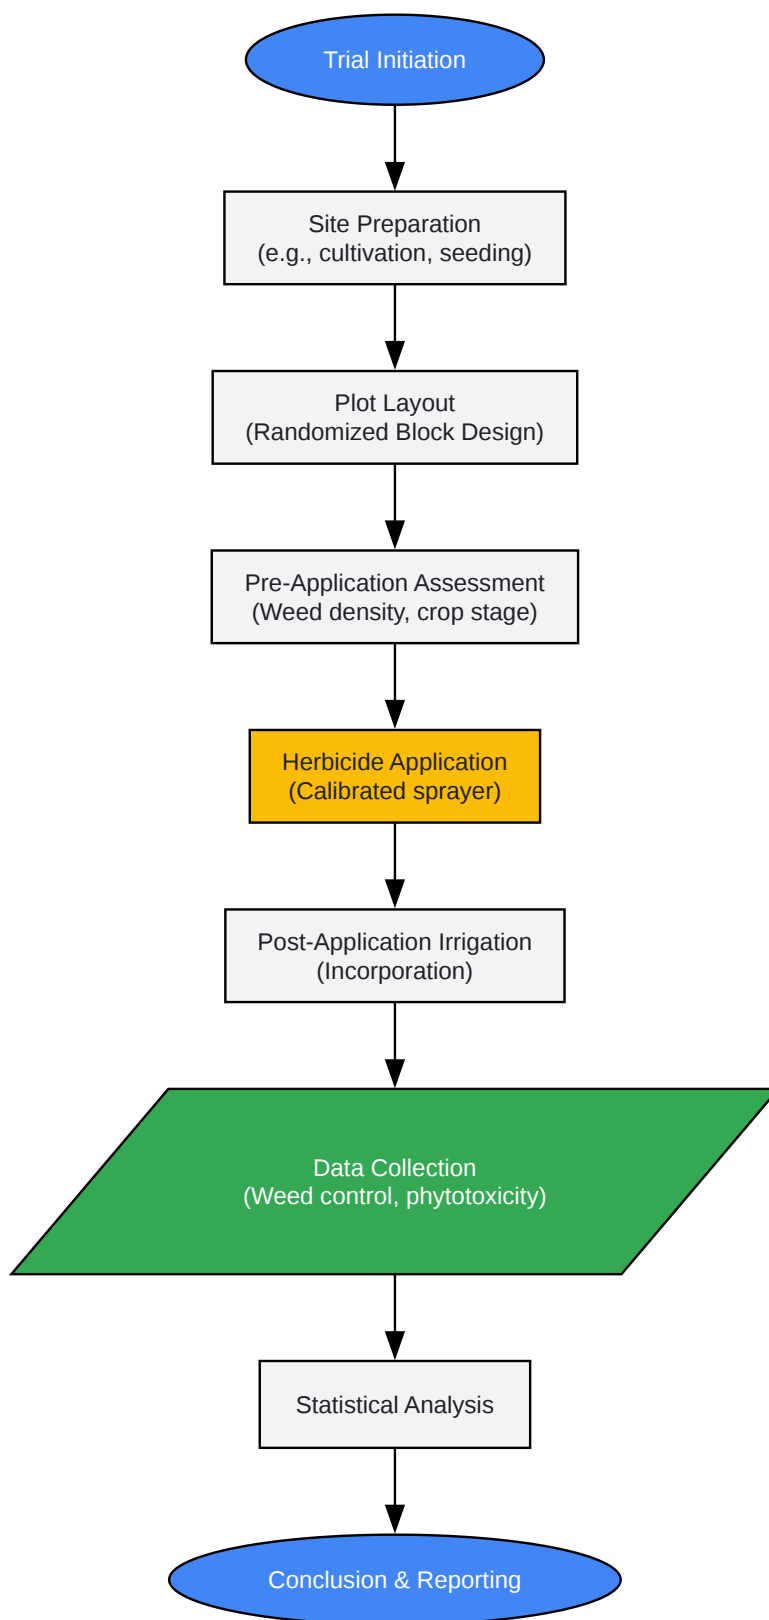 Trial Initiation
Site Preparation
(e.g., cultivation, seeding)
Plot Layout
(Randomized Block Design)
Pre-Application Assessment
(Weed density, crop stage)
Herbicide Application
(Calibrated sprayer)
Post-Application Irrigation
(Incorporation)
Data Collection
(Weed control, phytotoxicity)
Statistical Analysis
Conclusion & Reporting